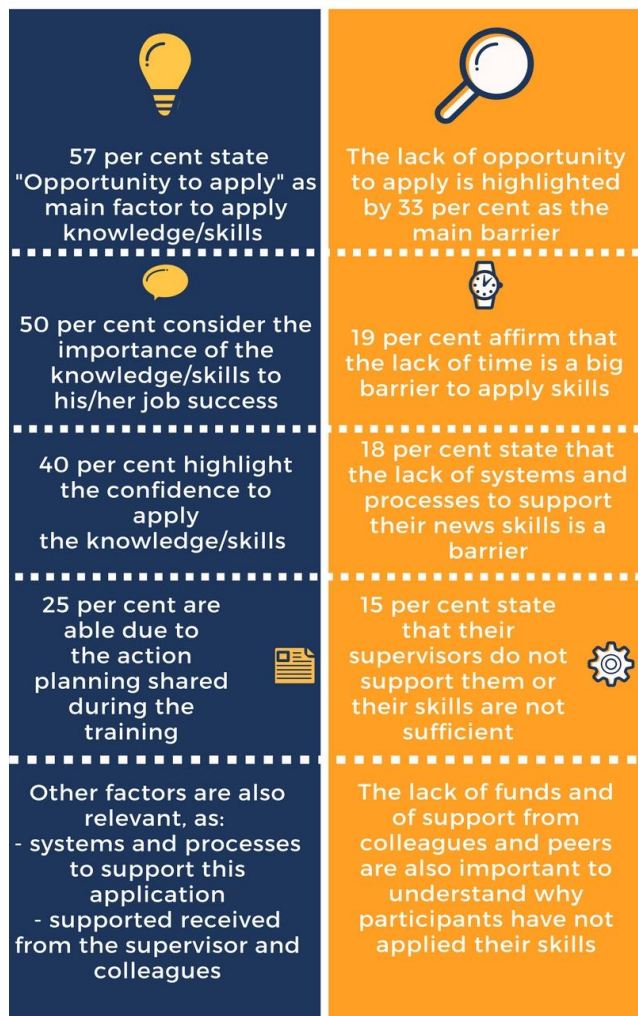 57 per cent state
"Opportunity to apply" as
main factor to apply
knowledge/skills
50 per cent consider the
importance of the
knowledge/skills to
his/her job success
40 per cent highlight
the confidence to
apply
the knowledge/skills
25 per cent are
able due to
the action
planning shared
during the
training
Other factors are also
relevant, as:
- systems and processes
to support this
application
- supported received
from the supervisor and
colleagues
The lack of opportunity
to apply is highlighted
by 33 per cent as the
main barrier
19 per cent affirm that
the lack of time is a big
barrier to apply skills
18 per cent state that
the lack of systems and
processes to support
their news skills is a
barrier
15 per cent state
that their
supervisors do not
support them or
their skills are not
sufficient
The lack of funds and
of support from
colleagues and peers
are also important to
understand why
participants have not
applied their skills